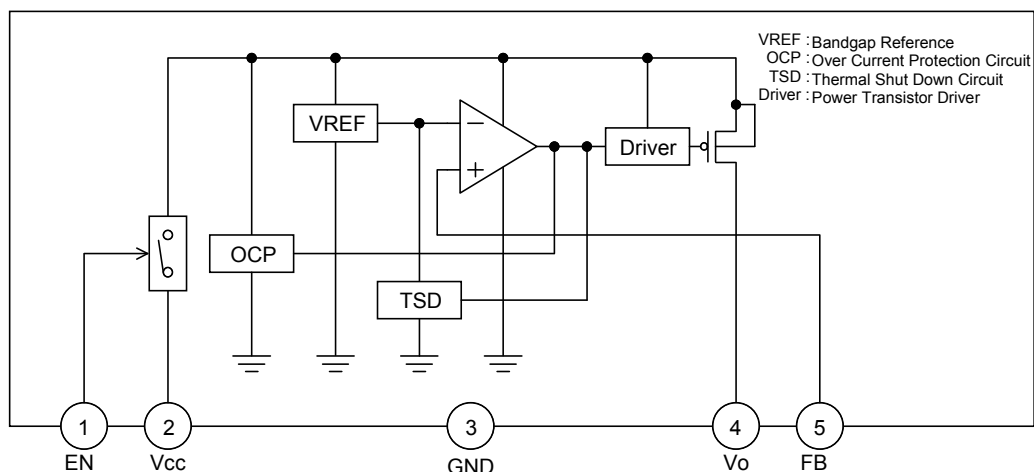 VREF : Bandgap Reference
OCP : Over Current Protection Circuit
TSD : Thermal Shut Down Circuit
Driver : Power Transistor Driver
VREF
−
+
Driver
OCP
TSD
1
2
3
4
5
EN
Vcc
GND
Vo
FB